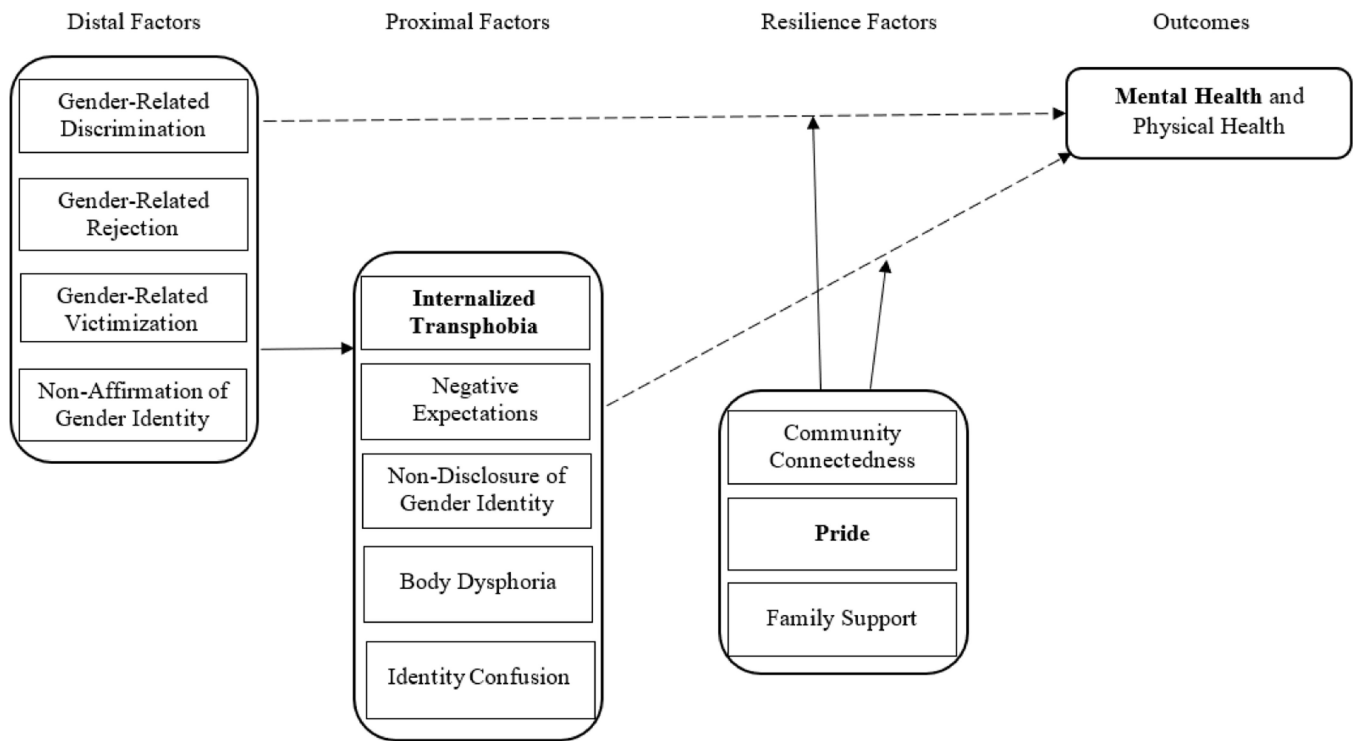 Distal Factors
Proximal Factors
Resilience Factors
Outcomes
Gender-Related
Discrimination
Gender-Related
Rejection
Gender-Related
Victimization
Non-Affirmation of
Gender Identity
Internalized
Transphobia
Negative
Expectations
Non-Disclosure of
Gender Identity
Body Dysphoria
Identity Confusion
Community
Connectedness
Pride
Family Support
Mental Health and
Physical Health